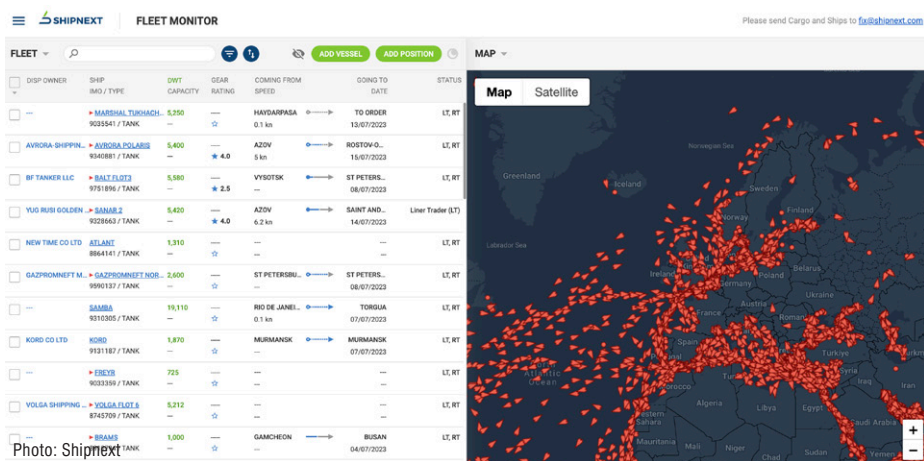 SHIPNEXT
FLEET MONITOR
Please send Cargo and Ships to fix@shipnext.com
FLEET
ADD VESSEL
ADD POSITION
MAP
DISP OWNER SHIP DWT GEAR COMING FROM GOING TO STATUS
IMO / TYPE CAPACITY RATING SPEED DATE
--- MARSHAL TUKHACH... 5,250 --- HAYDARPASA TO ORDER LT, RT
9035541 / TANK --- 0.1 kn 13/07/2023
AVRORA-SHIPPIN... AVRORA POLARIS 5,400 --- AZOV ROSTOV-O... LT, RT
9340881 / TANK --- 4.0 5 kn 15/07/2023
BF TANKER LLC BALT FLOT3 5,580 --- VYSOTSK ST PETERS... LT, RT
9751896 / TANK --- 2.5 --- 08/07/2023
YUG RUSI GOLDEN ... SANAR 2 5,420 --- AZOV SAINT AND... Liner Trader (LT)
9328663 / TANK --- 4.0 6.2 kn 14/07/2023
NEW TIME CO LTD ATLANT 1,310 --- --- --- LT, RT
8864141 / TANK --- --- ---
GAZPROMNEFT M... GAZPROMNEFT NOR... 2,600 --- ST PETERSBU... ST PETERS... LT, RT
9590137 / TANK --- --- 08/07/2023
--- SAMBA 19,110 --- RIO DE JANEI... TORGUA LT, RT
9310305 / TANK --- 0.1 kn 07/07/2023
KORD CO LTD KORD 1,870 --- MURMANSK MURMANSK LT, RT
9131187 / TANK --- --- 07/07/2023
--- FREYR 725 --- --- --- LT, RT
9033359 / TANK --- --- ---
VOLGA SHIPPING ... VOLGA FLOT 6 5,212 --- --- --- LT, RT
8745709 / TANK --- --- ---
--- BRAMS 1,000 --- GAMCHEON BUSAN LT, RT
TANK --- --- 04/07/2023
Photo: Shipnext
Map Satellite
Norwegian Sea
Greenland
Iceland
Sweden
Finland
Norway
Labrador Sea
Ireland
Poland
Belarus
Germany
Ukraine
Austria
France
Roman
Spain
Atlantic
Ocean
Türkiye
Syria
Iraq
Iran
Algeria
Libya
Egypt
Western
Sahara
Saudi Arabia
Mauritania
Mali
Niger
Chad
Sudan
Yemen
+
−